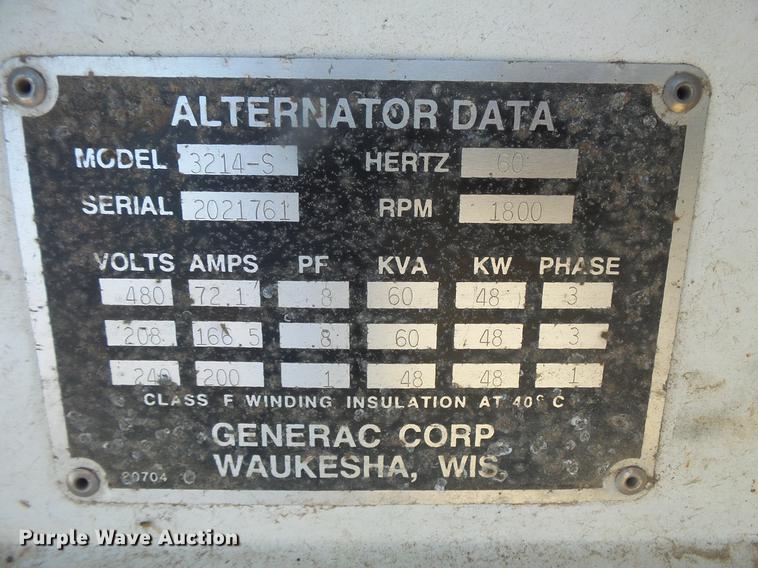 ALTERNATOR DATA
MODEL 3214-S HERTZ 60
SERIAL 2021761 RPM 1800
VOLTS AMPS PF KVA KW PHASE
480 72.1 .8 60 48 3
208 166.5 .8 60 48 3
240 200 1 48 48 1
CLASS F WINDING INSULATION AT 40° C
GENERAC CORP
WAUKESHA, WIS.
20704
Purple Wave Auction